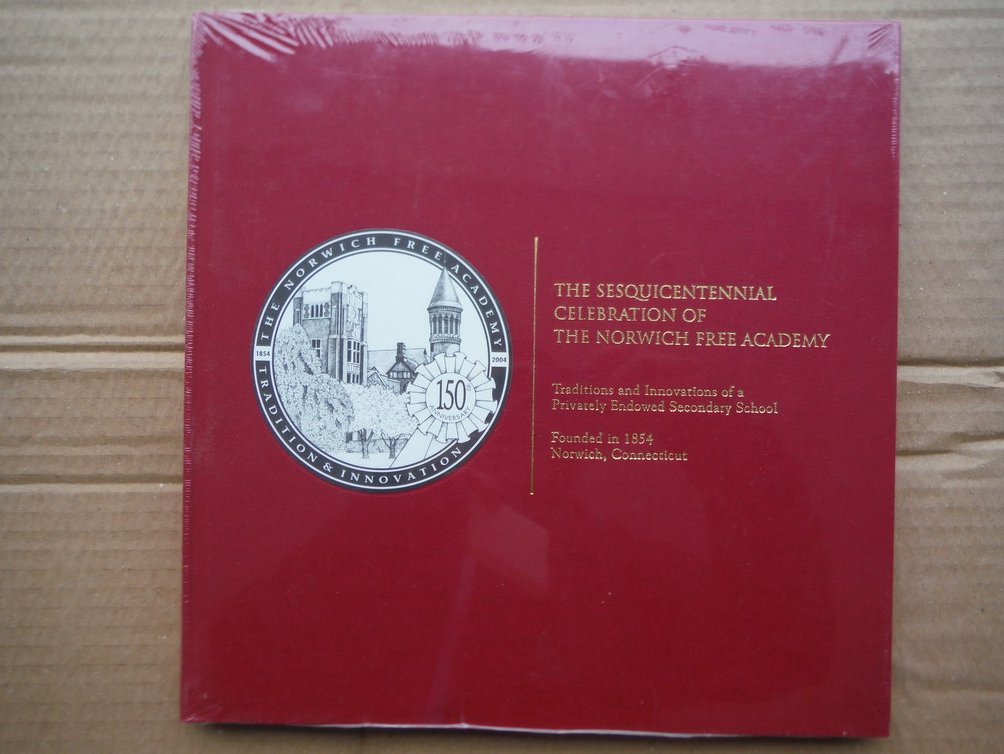 THE NORWICH FREE ACADEMY
1854
2004
150
ANNIVERSARY
TRADITION & INNOVATION
THE SESQUICENTENNIAL
CELEBRATION OF
THE NORWICH FREE ACADEMY
Traditions and Innovations of a
Privately Endowed Secondary School
Founded in 1854
Norwich, Connecticut